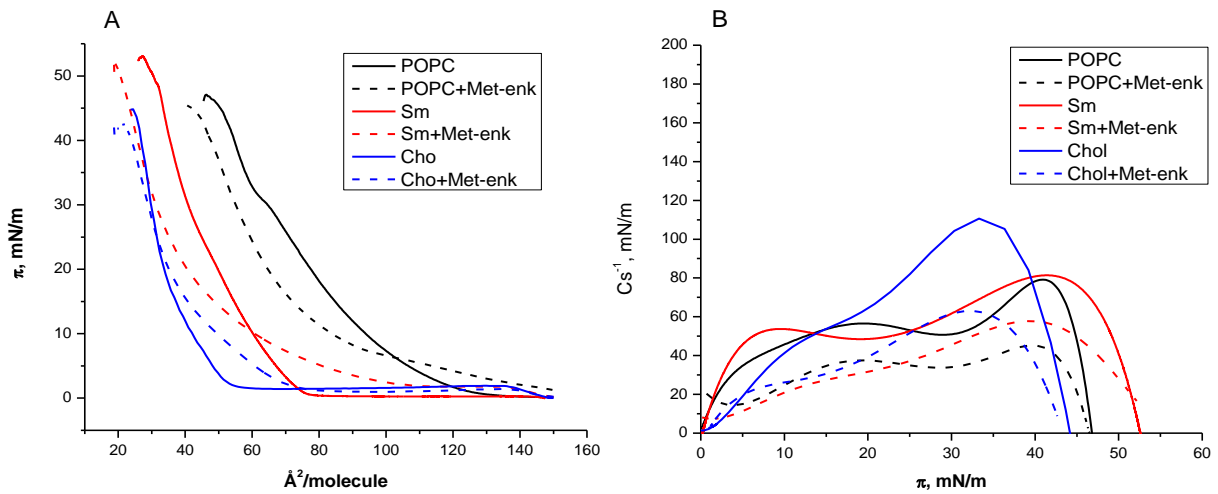 A
π, mN/m
50
40
30
20
10
0
POPC
POPC+Met-enk
Sm
Sm+Met-enk
Cho
Cho+Met-enk
20 40 60 80 100 120 140 160
Å²/molecule
B
Cs⁻¹, mN/m
200
180
160
140
120
100
80
60
40
20
0
POPC
POPC+Met-enk
Sm
Sm+Met-enk
Chol
Chol+Met-enk
0 10 20 30 40 50 60
π, mN/m